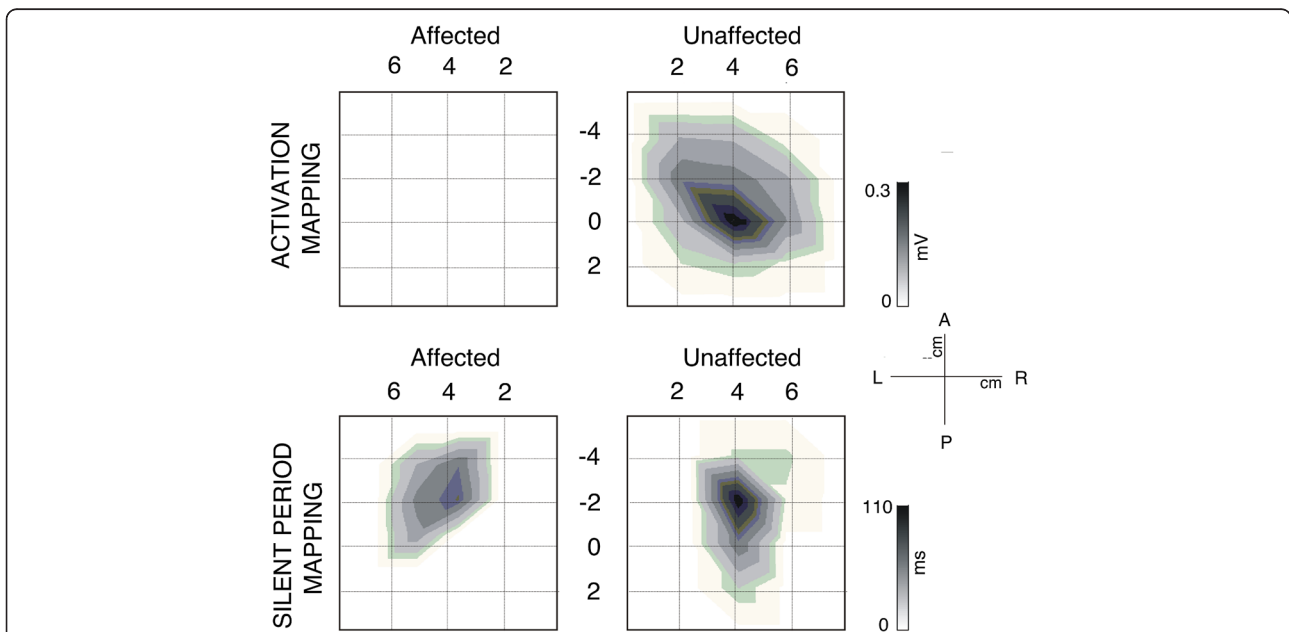 Affected Unaffected
6 4 2 2 4 6
ACTIVATION
MAPPING
-4
-2
0
2
0.3
mV
0
A
cm
L R
cm
P
Affected Unaffected
6 4 2 2 4 6
SILENT PERIOD
MAPPING
-4
-2
0
2
110
ms
0